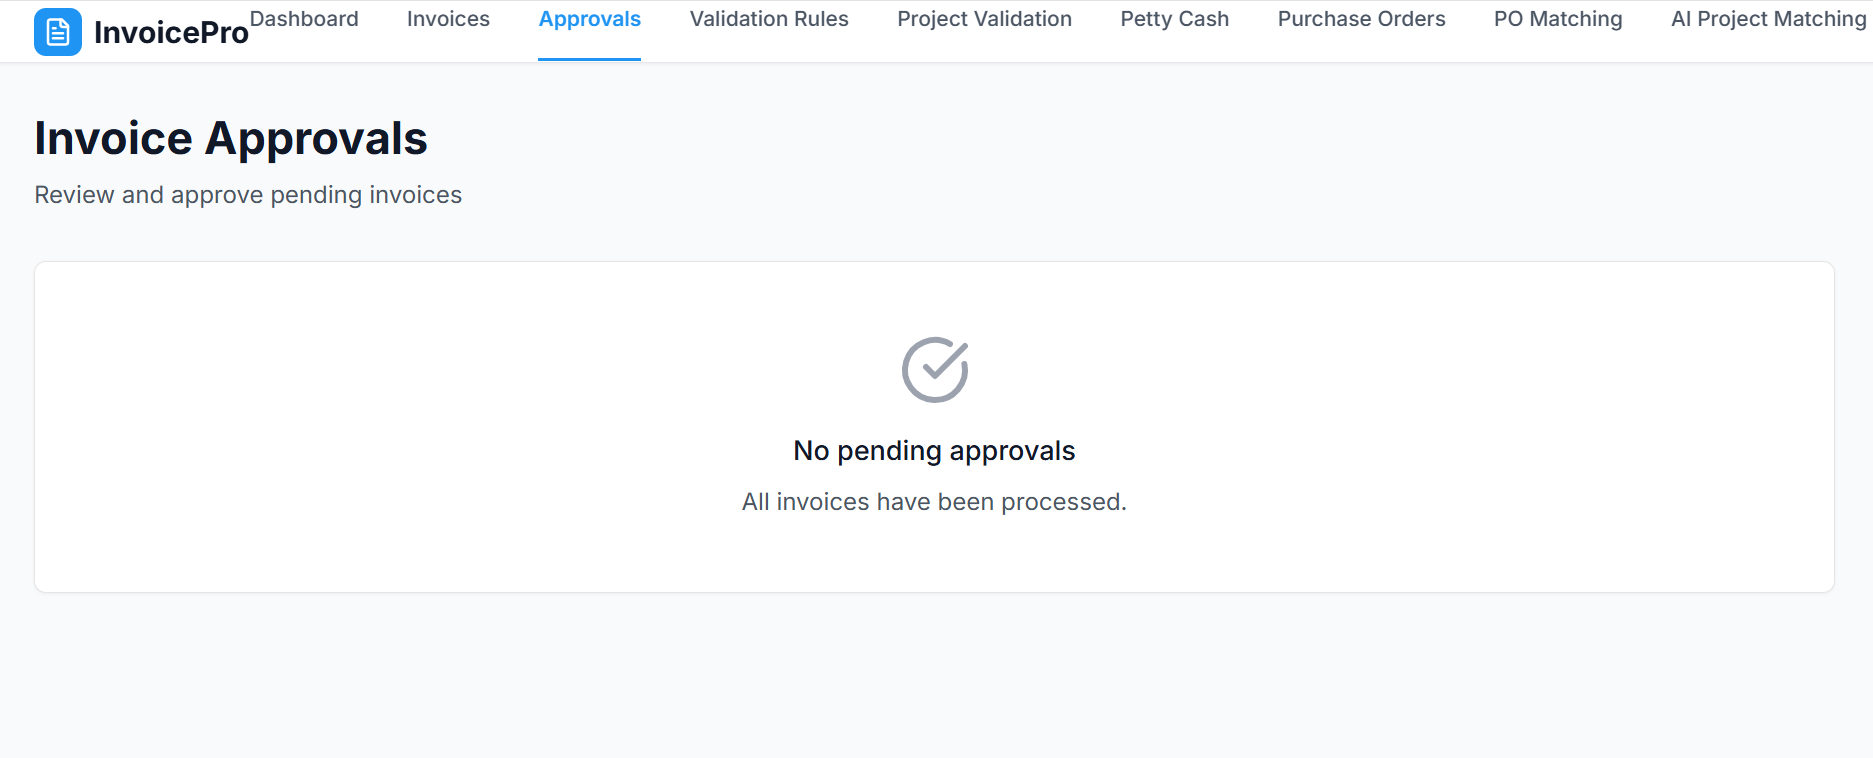 InvoicePro
Dashboard
Invoices
Approvals
Validation Rules
Project Validation
Petty Cash
Purchase Orders
PO Matching
AI Project Matching
Invoice Approvals
Review and approve pending invoices
No pending approvals
All invoices have been processed.